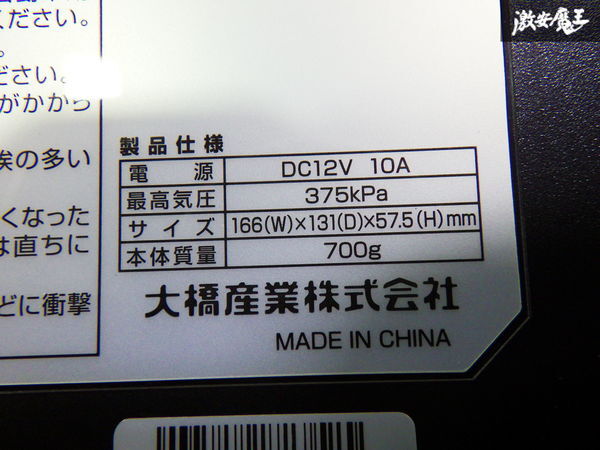 激安魔王
ください。
。
ださい。
がかから
埃の多い
くなった
は直ちに
どに衝撃
製品仕様
電 源 DC12V 10A
最高気圧 375kPa
サイズ 166(W)×131(D)×57.5(H)mm
本体質量 700g
大橋産業株式会社
MADE IN CHINA